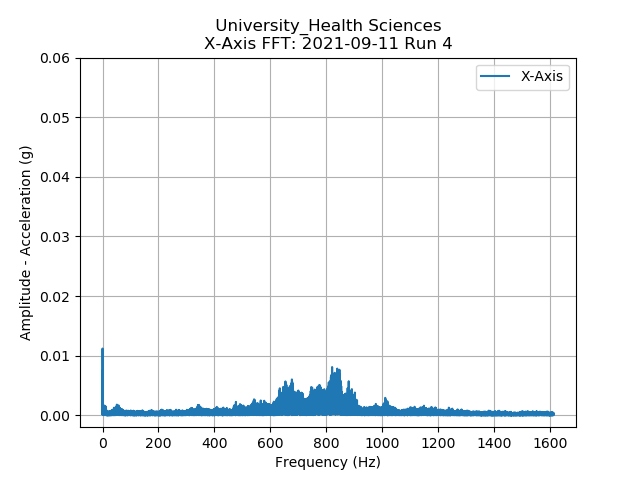 University_Health Sciences
X-Axis FFT: 2021-09-11 Run 4
X-Axis
0.06
0.05
0.04
0.03
0.02
0.01
0.00
Amplitude - Acceleration (g)
0 200 400 600 800 1000 1200 1400 1600
Frequency (Hz)